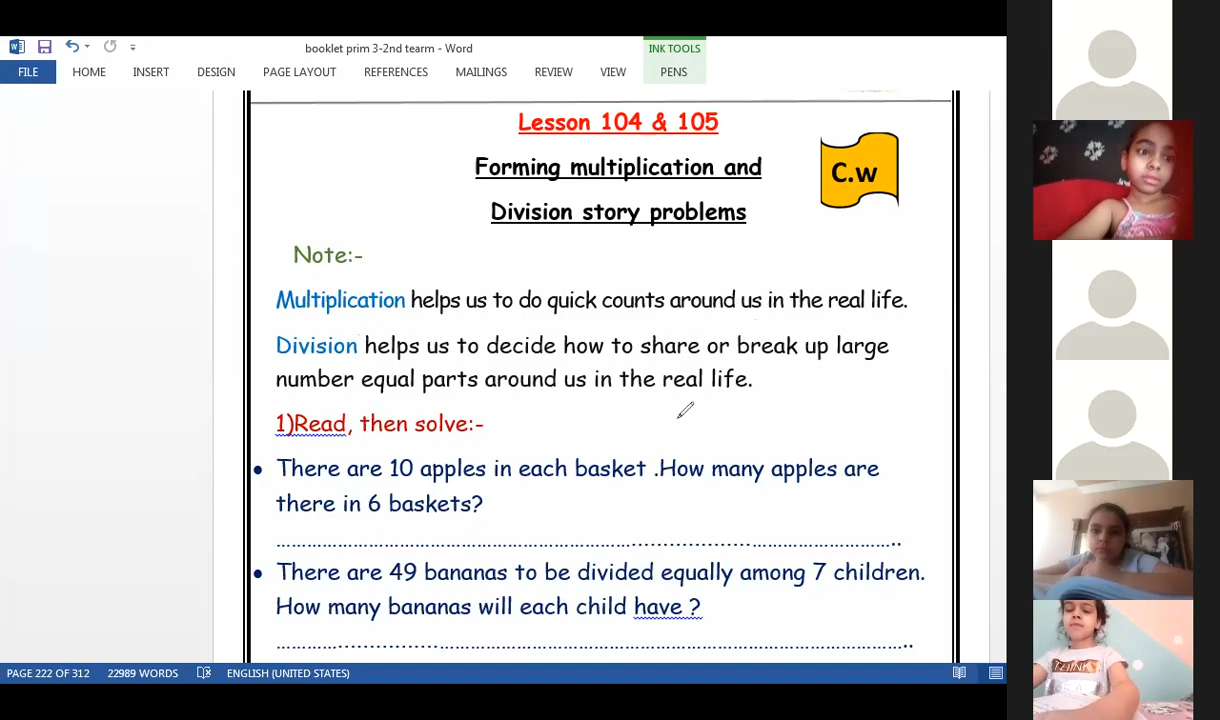 booklet prim 3-2nd tearm - Word
INK TOOLS
FILE HOME INSERT DESIGN PAGE LAYOUT REFERENCES MAILINGS REVIEW VIEW PENS
Lesson 104 & 105
Forming multiplication and
C.w
Division story problems
Note:-
Multiplication helps us to do quick counts around us in the real life.
Division helps us to decide how to share or break up large
number equal parts around us in the real life.
1)Read, then solve:-
• There are 10 apples in each basket .How many apples are
there in 6 baskets?
• There are 49 bananas to be divided equally among 7 children.
How many bananas will each child have ?
PAGE 222 OF 312 22989 WORDS ENGLISH (UNITED STATES)